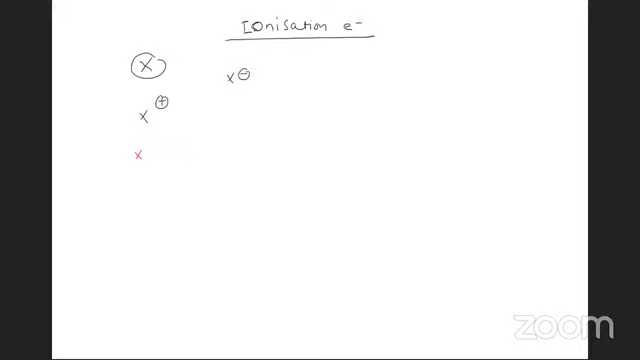 Ionisation e-
X
x⊖
x⊕
x
zoom